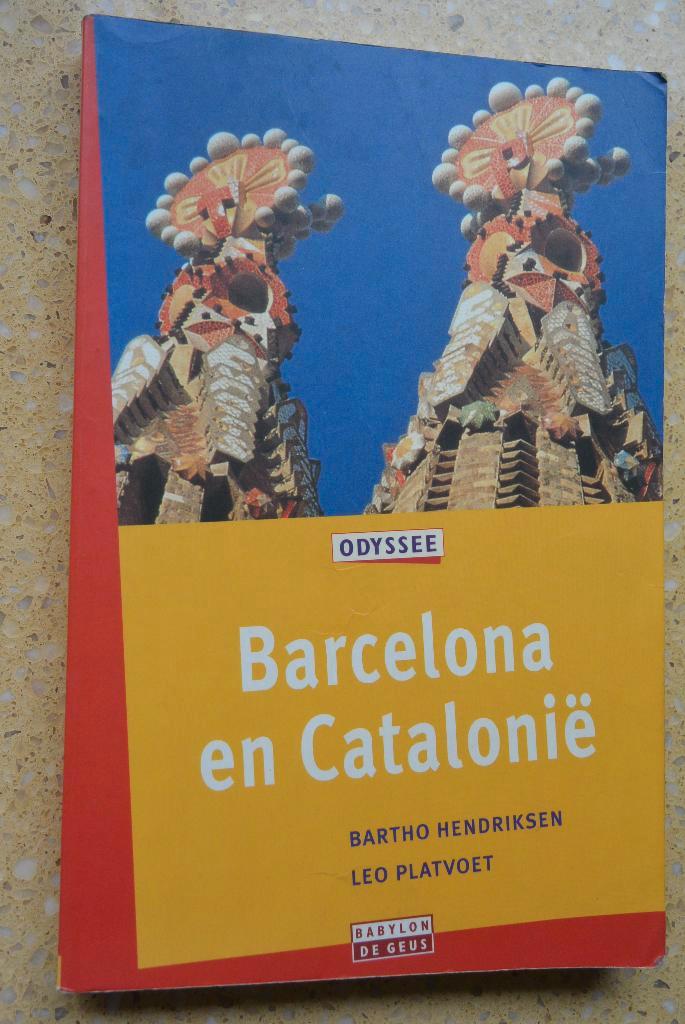 ODYSSEE
Barcelona
en Catalonië
BARTHO HENDRIKSEN
LEO PLATVOET
BABYLON
DE GEUS